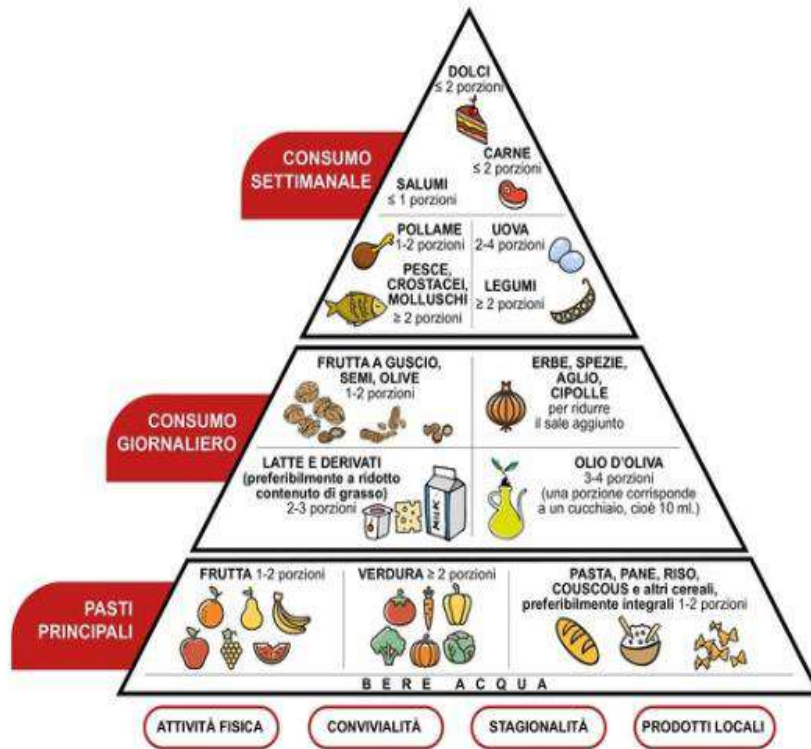 DOLCI
≤ 2 porzioni
CONSUMO
SETTIMANALE
CARNE
≤ 2 porzioni
SALUMI
≤ 1 porzioni
POLLAME
1-2 porzioni
UOVA
2-4 porzioni
PESCE,
CROSTACEI,
MOLLUSCHI
≥ 2 porzioni
LEGUMI
≥ 2 porzioni
CONSUMO
GIORNALIERO
FRUTTA A GUSCIO,
SEMI, OLIVE
1-2 porzioni
ERBE, SPEZIE,
AGLIO,
CIPOLLE
per ridurre
il sale aggiunto
LATTE E DERIVATI
(preferibilmente a ridotto
contenuto di grasso)
2-3 porzioni
MILK
OLIO D'OLIVA
3-4 porzioni
(una porzione corrisponde
a un cucchiaio, cioè 10 ml.)
PASTI
PRINCIPALI
FRUTTA 1-2 porzioni
VERDURA ≥ 2 porzioni
PASTA, PANE, RISO,
COUSCOUS e altri cereali,
preferibilmente integrali 1-2 porzioni
BERE ACQUA
ATTIVITÀ FISICA
CONVIVIALITÀ
STAGIONALITÀ
PRODOTTI LOCALI